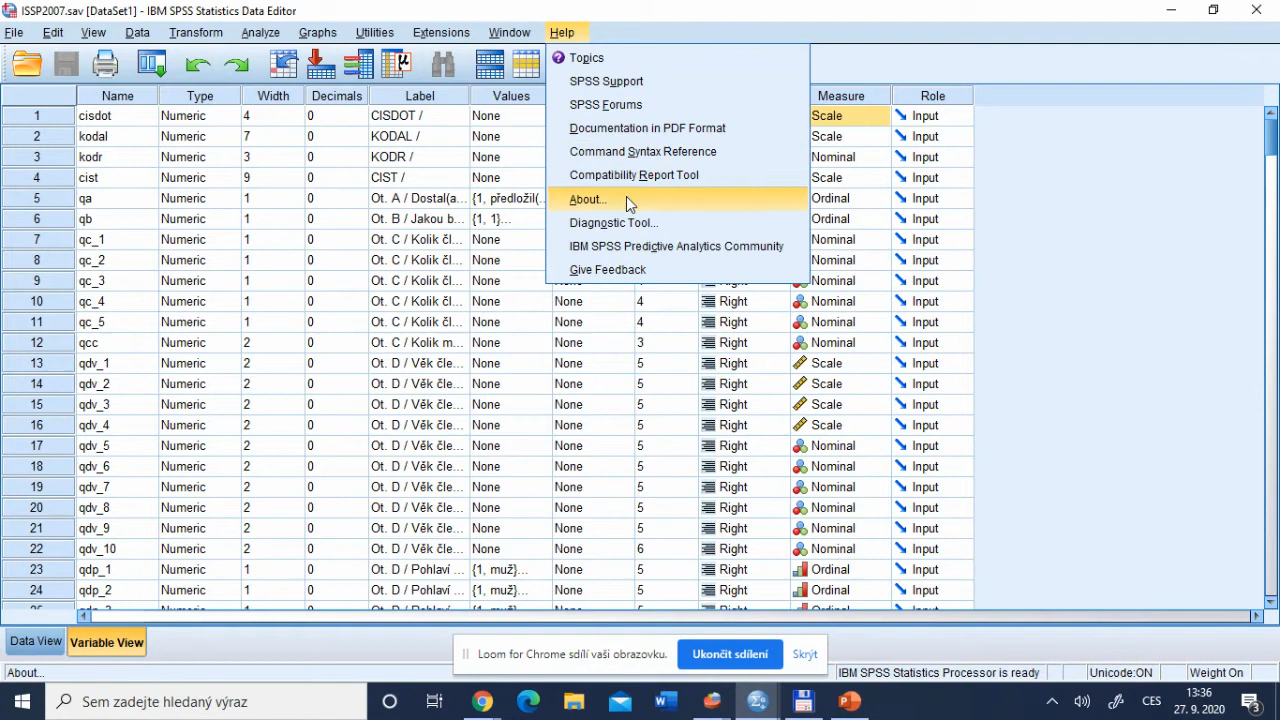 ISSP2007.sav [DataSet1] - IBM SPSS Statistics Data Editor
File Edit View Data Transform Analyze Graphs Utilities Extensions Window Help
Topics
SPSS Support
SPSS Forums
Documentation in PDF Format
Command Syntax Reference
Compatibility Report Tool
About...
Diagnostic Tool...
IBM SPSS Predictive Analytics Community
Give Feedback
Name Type Width Decimals Label Values Measure Role
1 cisdot Numeric 4 0 CISDOT / None Scale Input
2 kodal Numeric 7 0 KODAL / None Scale Input
3 kodr Numeric 3 0 KODR / None Nominal Input
4 cist Numeric 9 0 CIST / None Scale Input
5 qa Numeric 1 0 Ot. A / Dostal(a... {1, předložil(... Ordinal Input
6 qb Numeric 1 0 Ot. B / Jakou b... {1, 1}... Ordinal Input
7 qc_1 Numeric 1 0 Ot. C / Kolik čl... None Nominal Input
8 qc_2 Numeric 1 0 Ot. C / Kolik čl... None Nominal Input
9 qc_3 Numeric 1 0 Ot. C / Kolik čl... None Right Nominal Input
10 qc_4 Numeric 1 0 Ot. C / Kolik čl... None None 4 Right Nominal Input
11 qc_5 Numeric 1 0 Ot. C / Kolik čl... None None 4 Right Nominal Input
12 qcc Numeric 2 0 Ot. C / Kolik m... None None 3 Right Nominal Input
13 qdv_1 Numeric 2 0 Ot. D / Věk čle... None None 5 Right Scale Input
14 qdv_2 Numeric 2 0 Ot. D / Věk čle... None None 5 Right Scale Input
15 qdv_3 Numeric 2 0 Ot. D / Věk čle... None None 5 Right Scale Input
16 qdv_4 Numeric 2 0 Ot. D / Věk čle... None None 5 Right Scale Input
17 qdv_5 Numeric 2 0 Ot. D / Věk čle... None None 5 Right Nominal Input
18 qdv_6 Numeric 2 0 Ot. D / Věk čle... None None 5 Right Nominal Input
19 qdv_7 Numeric 2 0 Ot. D / Věk čle... None None 5 Right Nominal Input
20 qdv_8 Numeric 2 0 Ot. D / Věk čle... None None 5 Right Nominal Input
21 qdv_9 Numeric 2 0 Ot. D / Věk čle... None None 5 Right Nominal Input
22 qdv_10 Numeric 2 0 Ot. D / Věk čle... None None 6 Right Nominal Input
23 qdp_1 Numeric 1 0 Ot. D / Pohlaví ... {1, muž}... None 5 Right Ordinal Input
24 qdp_2 Numeric 1 0 Ot. D / Pohlaví ... {1, muž}... None 5 Right Ordinal Input
Data View Variable View
Loom for Chrome sdílí vaši obrazovku. Ukončit sdílení Skrýt
About... IBM SPSS Statistics Processor is ready Unicode:ON Weight On
Sem zadejte hledaný výraz CES 13:36
27. 9. 2020 3